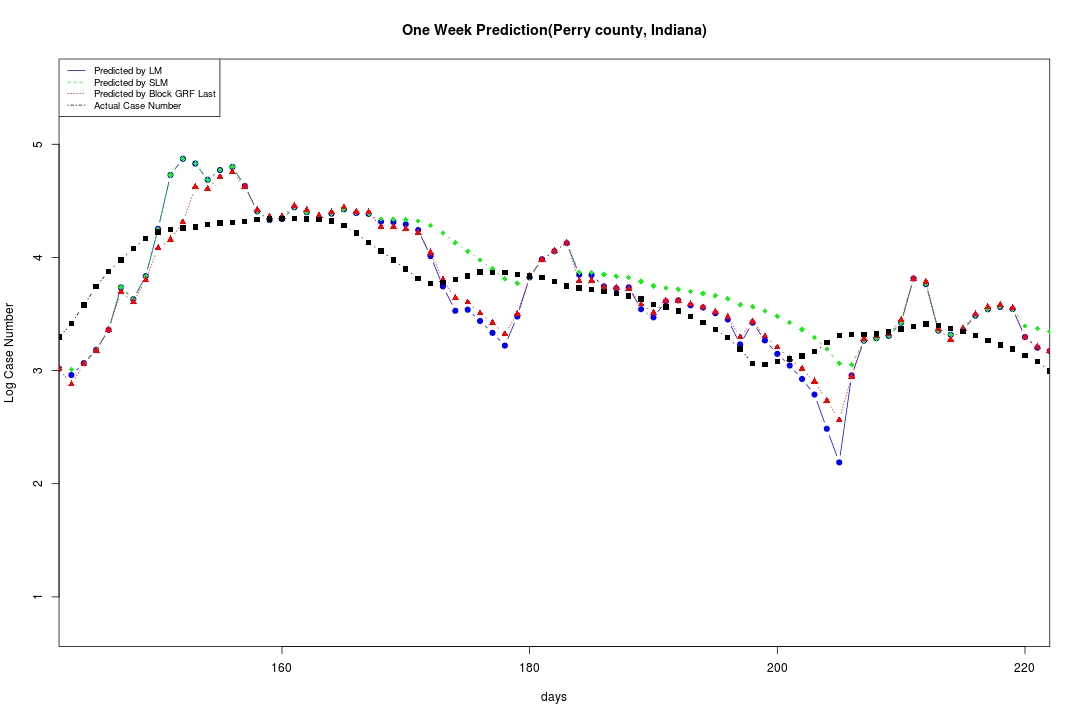 One Week Prediction(Perry county, Indiana)
Predicted by LM
Predicted by SLM
Predicted by Block GRF Last
Actual Case Number
5
4
3
2
1
Log Case Number
160 180 200 220
days